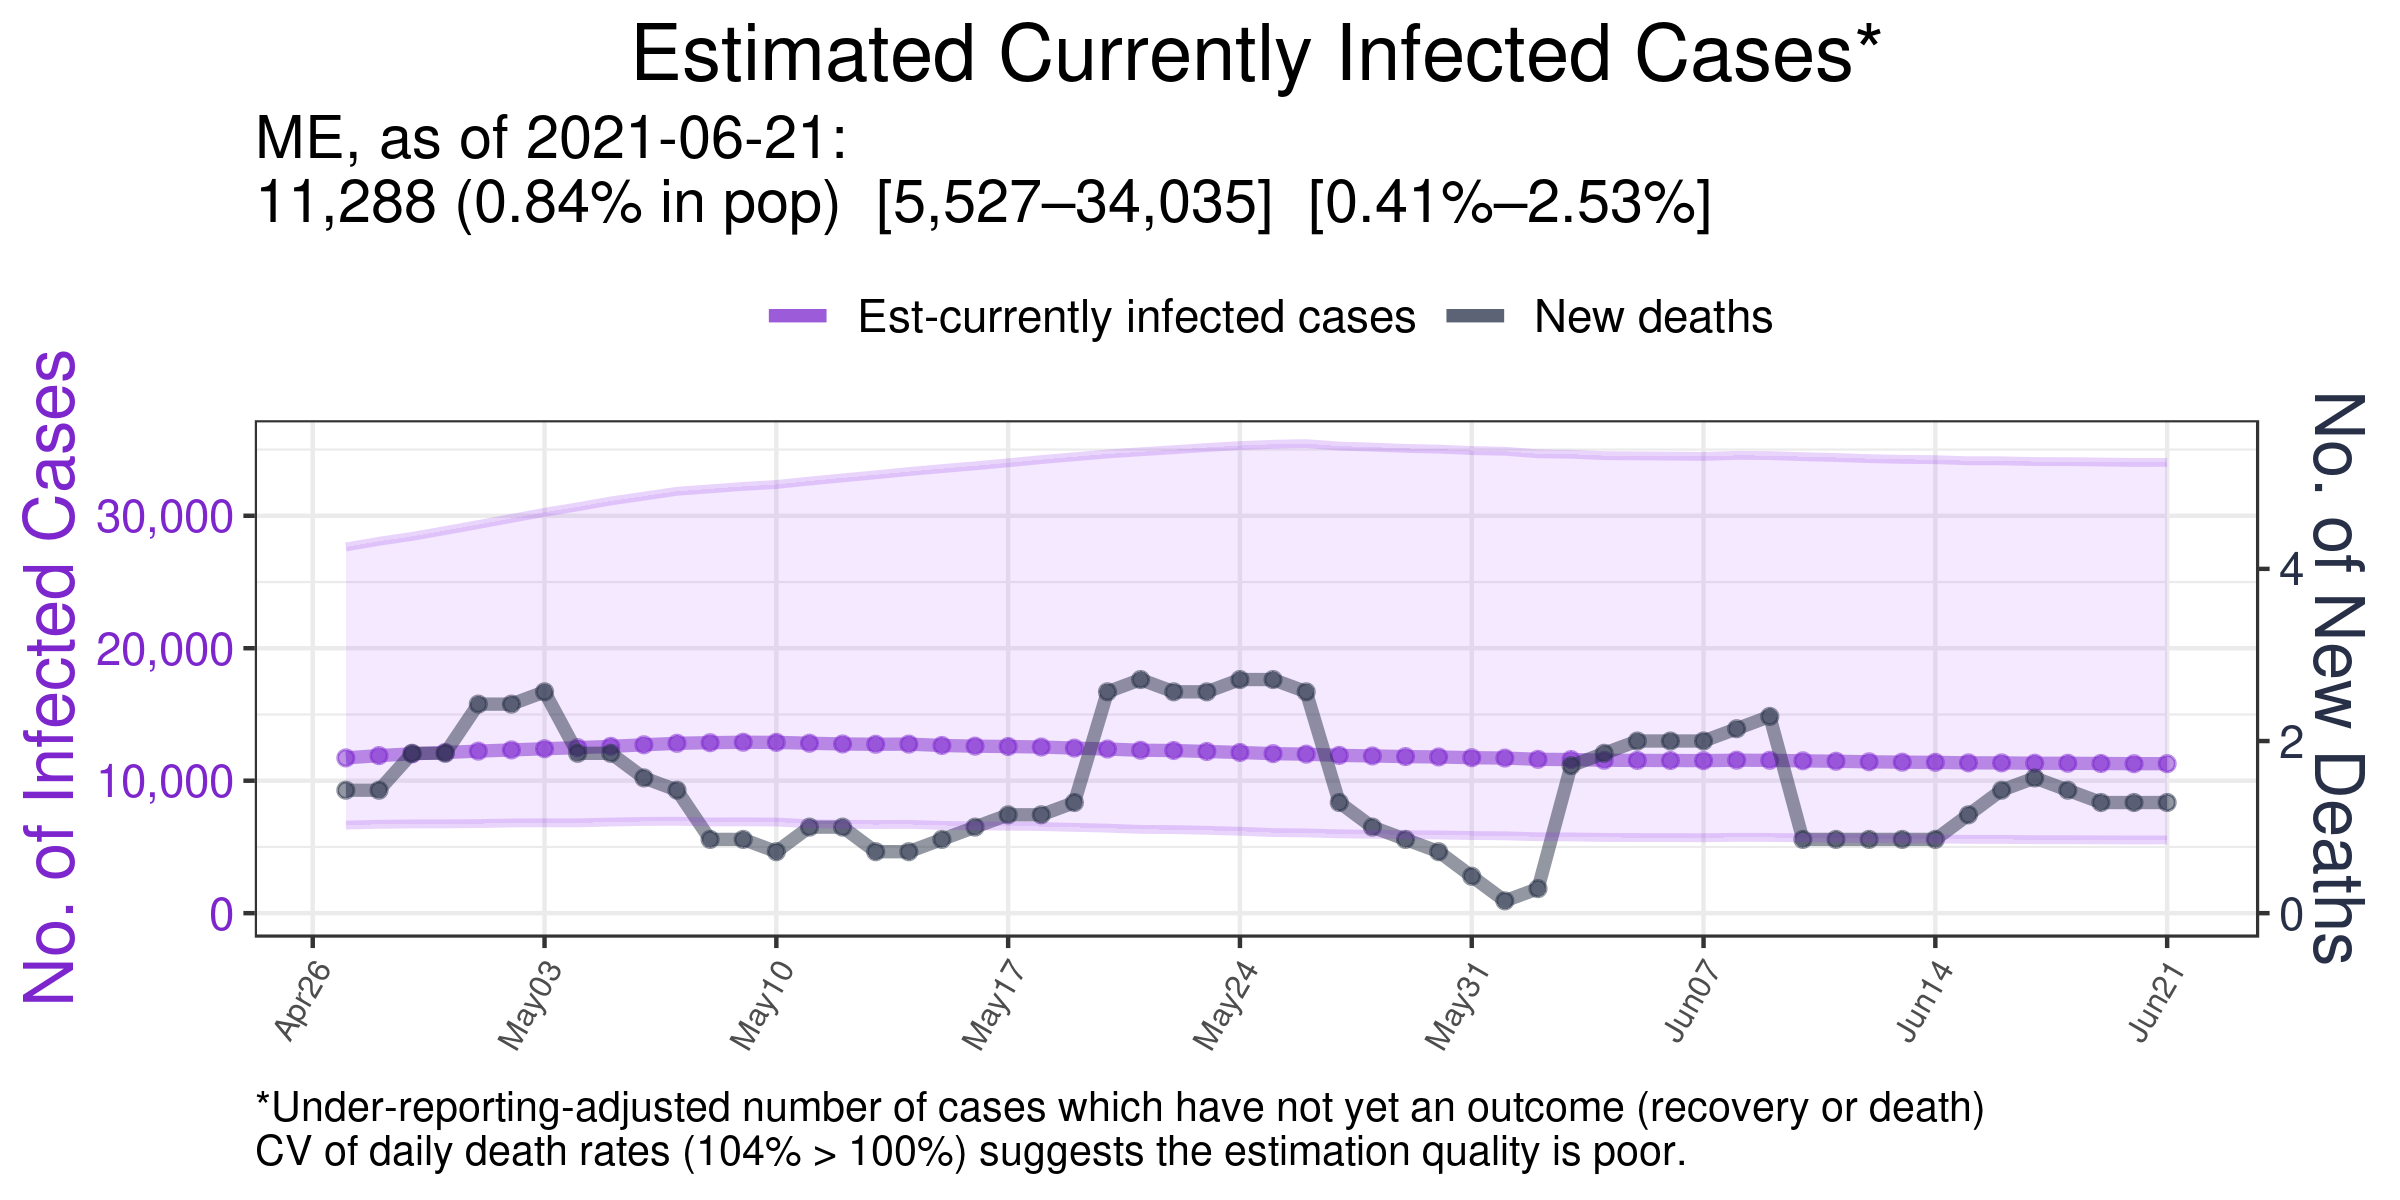 Estimated Currently Infected Cases*
ME, as of 2021-06-21:
11,288 (0.84% in pop) [5,527–34,035] [0.41%–2.53%]
Est-currently infected cases New deaths
No. of Infected Cases
30,000
20,000
10,000
0
4
2
0
No. of New Deaths
Apr26 May03 May10 May17 May24 May31 Jun07 Jun14 Jun21
*Under-reporting-adjusted number of cases which have not yet an outcome (recovery or death)
CV of daily death rates (104% > 100%) suggests the estimation quality is poor.